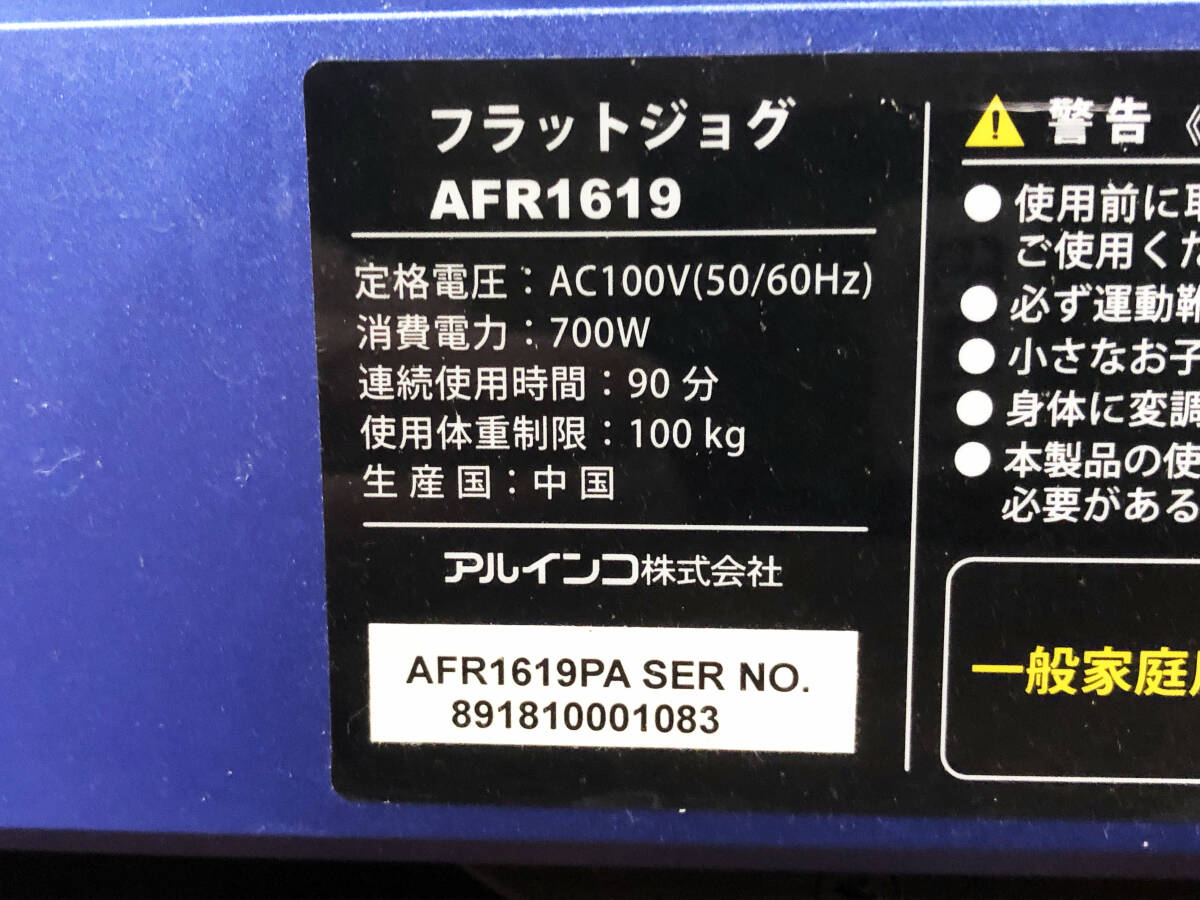 フラットジョグ
AFR1619
定格電圧：AC100V(50/60Hz)
消費電力：700W
連続使用時間：90 分
使用体重制限：100 kg
生 産 国：中 国
アルインコ株式会社
AFR1619PA SER NO.
891810001083
警告《
使用前に
ご使用くだ
必ず運動靴
小さなお子
身体に変調
本製品の使
必要がある
一般家庭